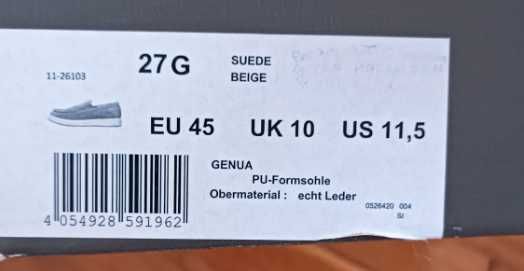 27G
SUEDE
BEIGE
11-26103
EU 45 UK 10 US 11,5
GENUA
PU-Formsohle
Obermaterial : echt Leder
0526420 004
SI
4 054928 591962